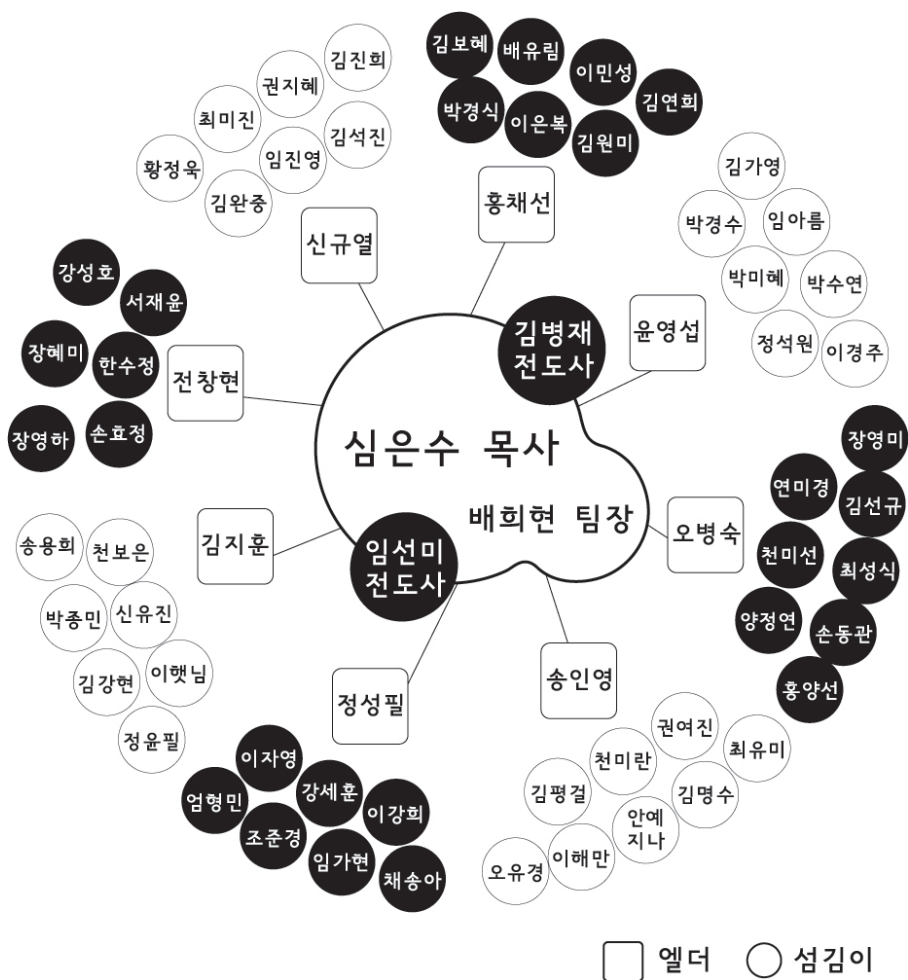 김진희
권지혜
최미진
김석진
임진영
황정욱
김완중
신규열
김보혜
배유림
이민성
김연희
박경식
이은복
김원미
홍채선
김가영
박경수
임아름
박미혜
박수연
정석원
이경주
윤영섭
강성호
서재윤
장혜미
한수정
장영하
손효정
전창현
김병재
전도사
심은수 목사
배희현 팀장
임선미
전도사
장영미
연미경
김선규
천미선
최성식
양정연
손동관
홍양선
오병숙
김지훈
송용희
천보은
박종민
신유진
김강현
이햇님
정윤필
정성필
이자영
엄형민
강세훈
이강희
조준경
임가현
채송아
송인영
권여진
최유미
천미란
김평걸
김명수
안예
지나
이해만
오유경
엘더
섬김이